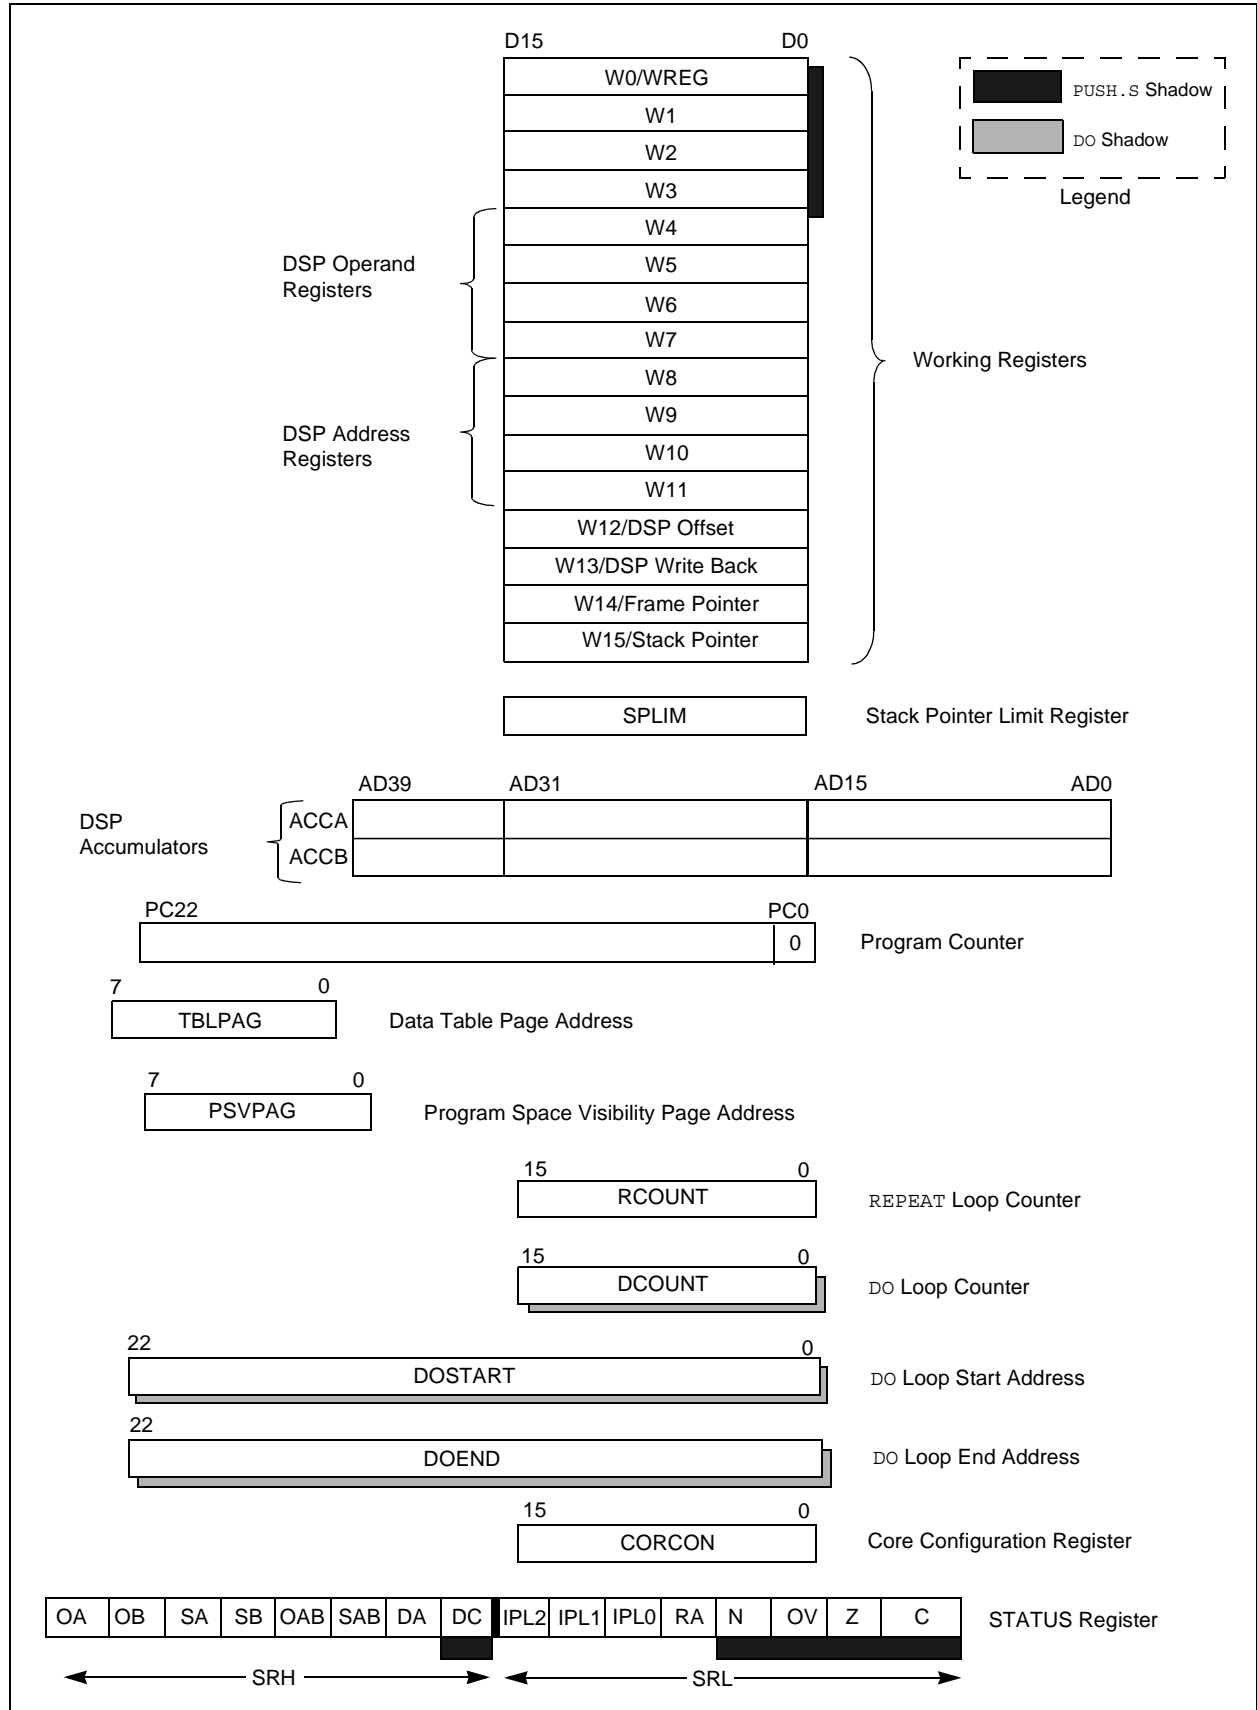 D15 D0
W0/WREG
W1
W2
W3
W4
W5
W6
W7
W8
W9
W10
W11
W12/DSP Offset
W13/DSP Write Back
W14/Frame Pointer
W15/Stack Pointer
PUSH.S Shadow
DO Shadow
Legend
DSP Operand
Registers
DSP Address
Registers
Working Registers
SPLIM Stack Pointer Limit Register
AD39 AD31 AD15 AD0
DSP
Accumulators
ACCA
ACCB
PC22 PC0
0 Program Counter
7 0
TBLPAG Data Table Page Address
7 0
PSVPAG Program Space Visibility Page Address
15 0
RCOUNT REPEAT Loop Counter
15 0
DCOUNT DO Loop Counter
22 0
DOSTART DO Loop Start Address
22
DOEND DO Loop End Address
15 0
CORCON Core Configuration Register
OA OB SA SB OAB SAB DA DC IPL2 IPL1 IPL0 RA N OV Z C STATUS Register
SRH SRL